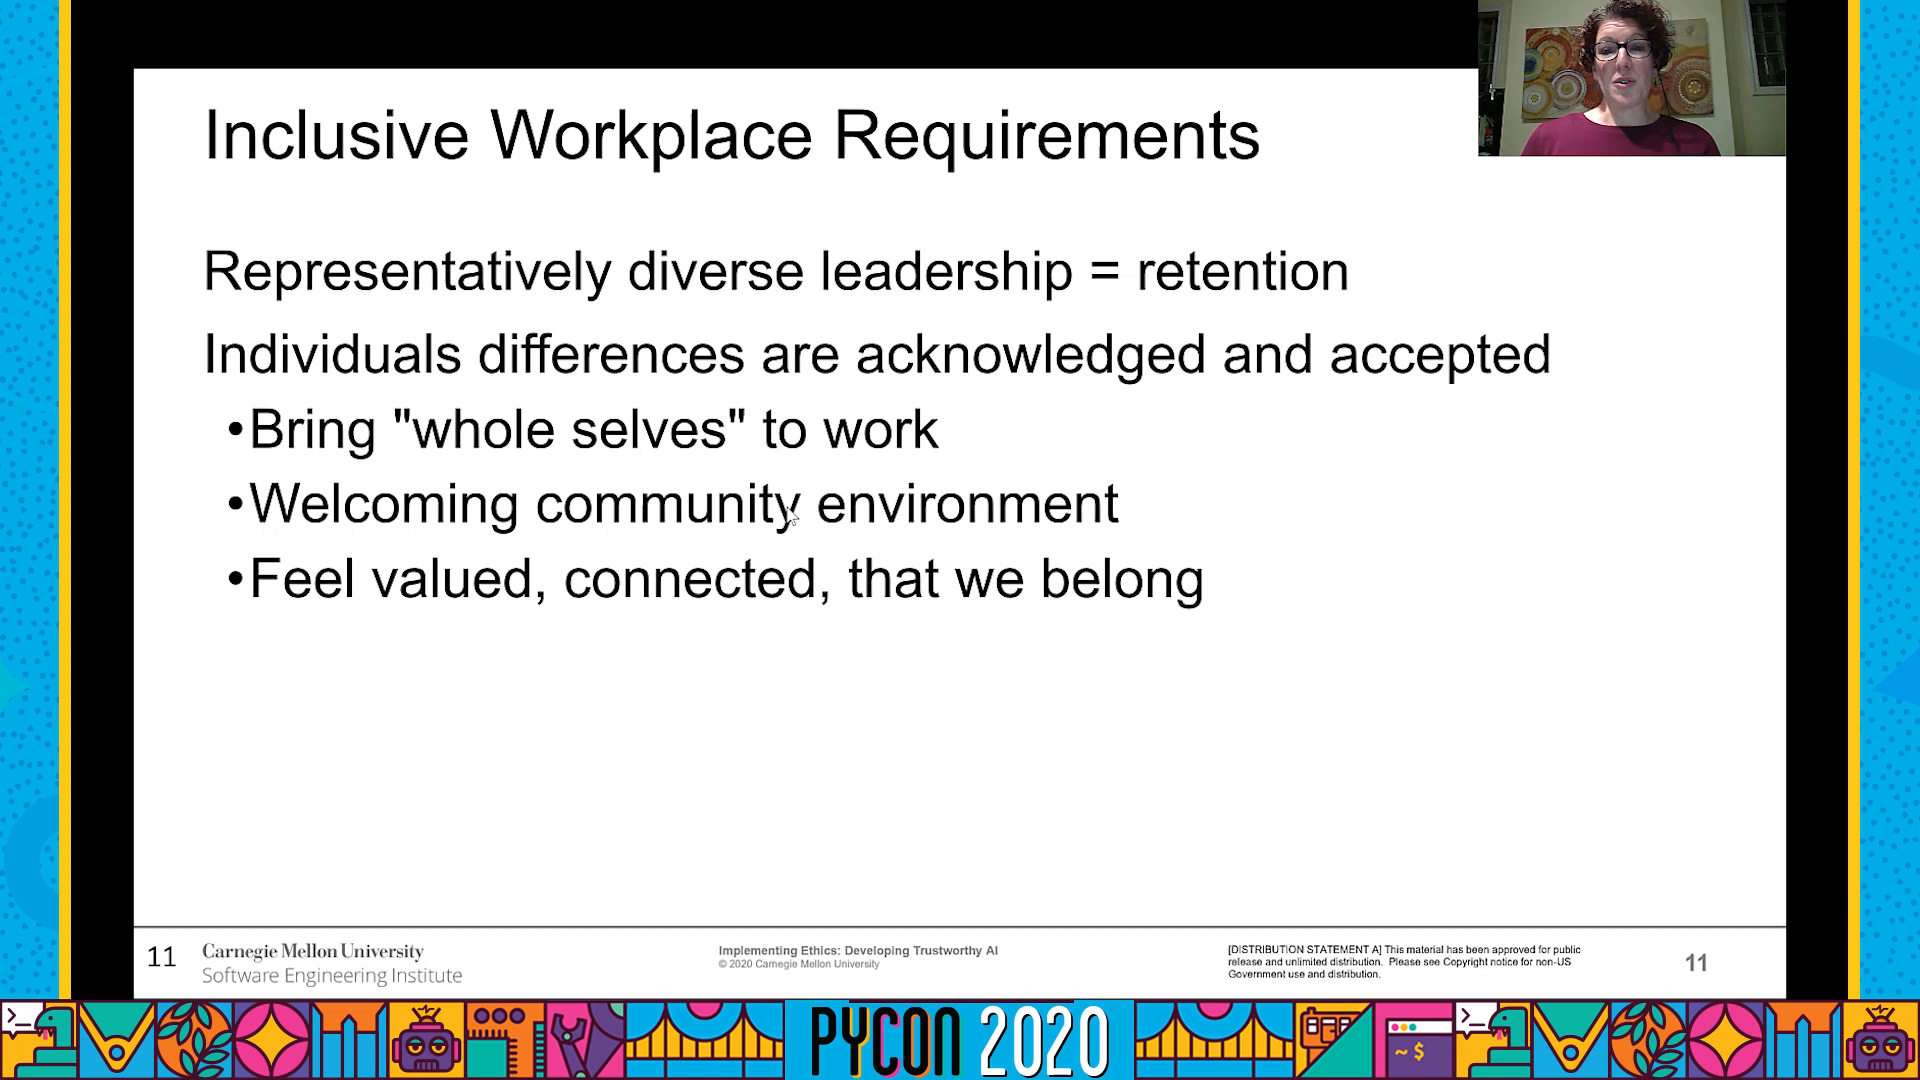 Inclusive Workplace Requirements
Representatively diverse leadership = retention
Individuals differences are acknowledged and accepted
•Bring "whole selves" to work
•Welcoming community environment
•Feel valued, connected, that we belong
11
Carnegie Mellon University
Software Engineering Institute
Implementing Ethics: Developing Trustworthy AI
© 2020 Carnegie Mellon University
[DISTRIBUTION STATEMENT A] This material has been approved for public
release and unlimited distribution. Please see Copyright notice for non-US
Government use and distribution.
11
PYCON 2020
~ $